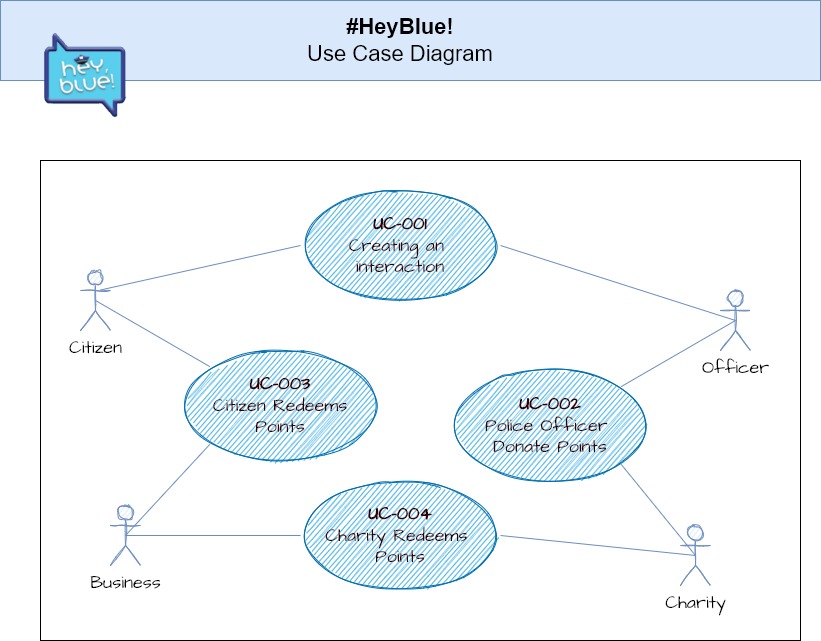 #HeyBlue!
Use Case Diagram
hey,
blue!
UC-001
Creating an
interaction
Citizen
Officer
UC-003
Citizen Redeems
Points
UC-002
Police Officer
Donate Points
UC-004
Charity Redeems
Points
Business
Charity